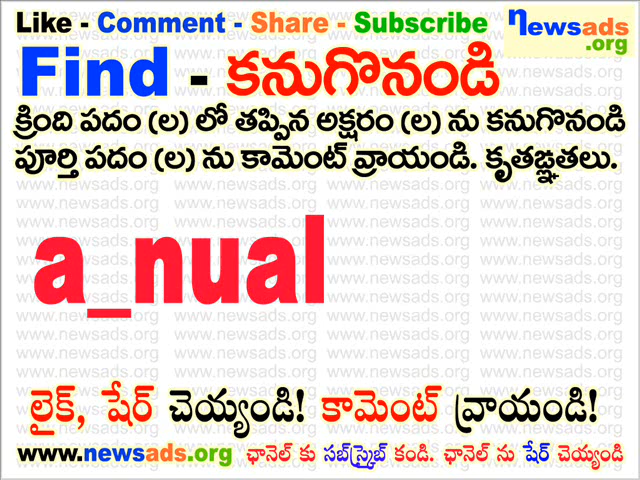 Like - Comment - Share - Subscribe
newsads
.org
Find - కనుగొనండి
క్రింది పదం (ల) లో తప్పిన అక్షరం (ల) ను కనుగొనండి
పూర్తి పదం (ల) ను కామెంట్ వ్రాయండి. కృతఙ్ఞతలు.
a_nual
లైక్, షేర్ చెయ్యండి! కామెంట్ వ్రాయండి!
www.newsads.org ఛానెల్ కు సబ్‌స్క్రైబ్ కండి. ఛానెల్ ను షేర్ చెయ్యండి